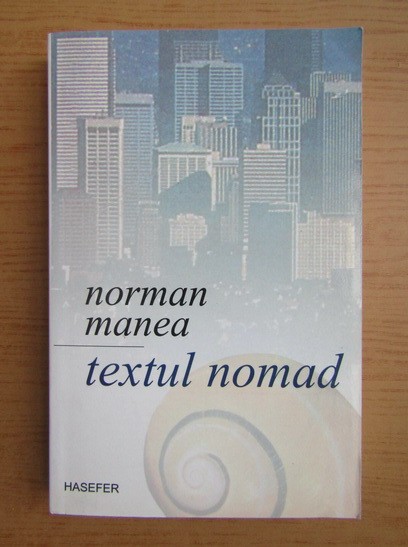 norman
manea
textul nomad
HASEFER